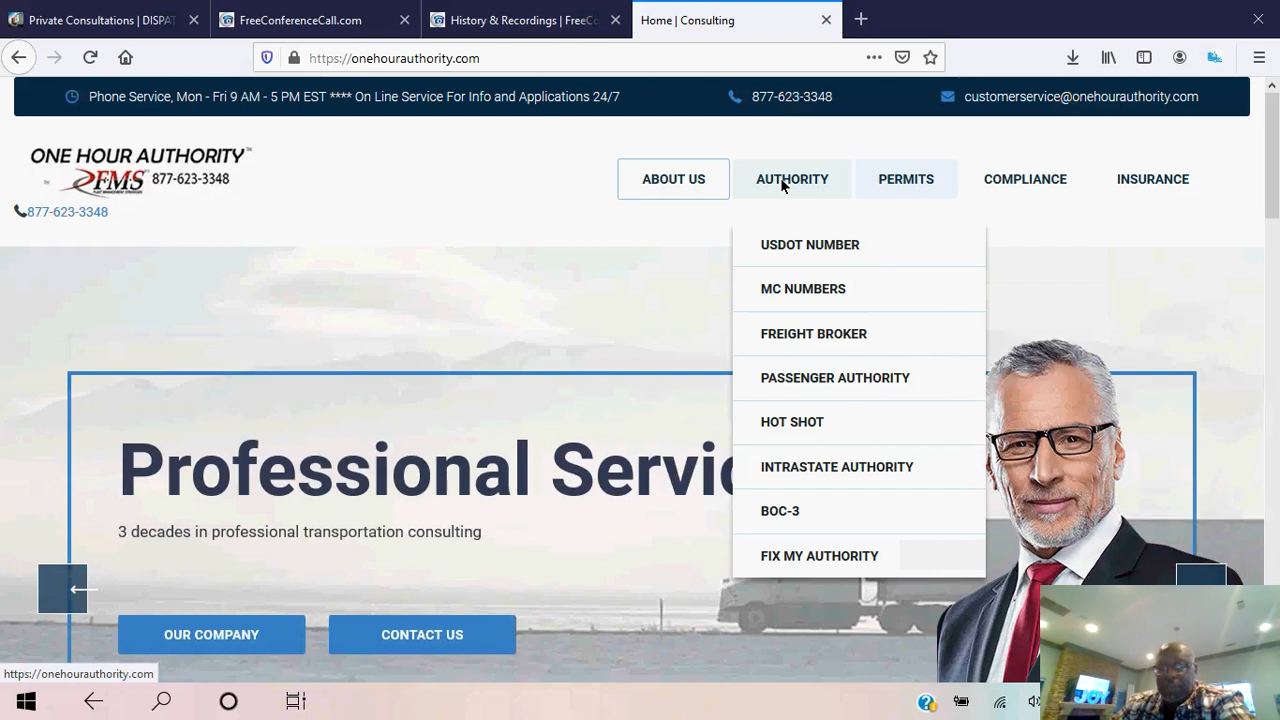 Private Consultations | DISPAT
FreeConferenceCall.com
History & Recordings | FreeCo
Home | Consulting
https://onehourauthority.com
Phone Service, Mon - Fri 9 AM - 5 PM EST **** On Line Service For Info and Applications 24/7
877-623-3348
customerservice@onehourauthority.com
ONE HOUR AUTHORITY™
FMS 877-623-3348
877-623-3348
ABOUT US
AUTHORITY
PERMITS
COMPLIANCE
INSURANCE
USDOT NUMBER
MC NUMBERS
FREIGHT BROKER
PASSENGER AUTHORITY
HOT SHOT
INTRASTATE AUTHORITY
BOC-3
FIX MY AUTHORITY
Professional Servic
3 decades in professional transportation consulting
OUR COMPANY
CONTACT US
https://onehourauthority.com
JOY